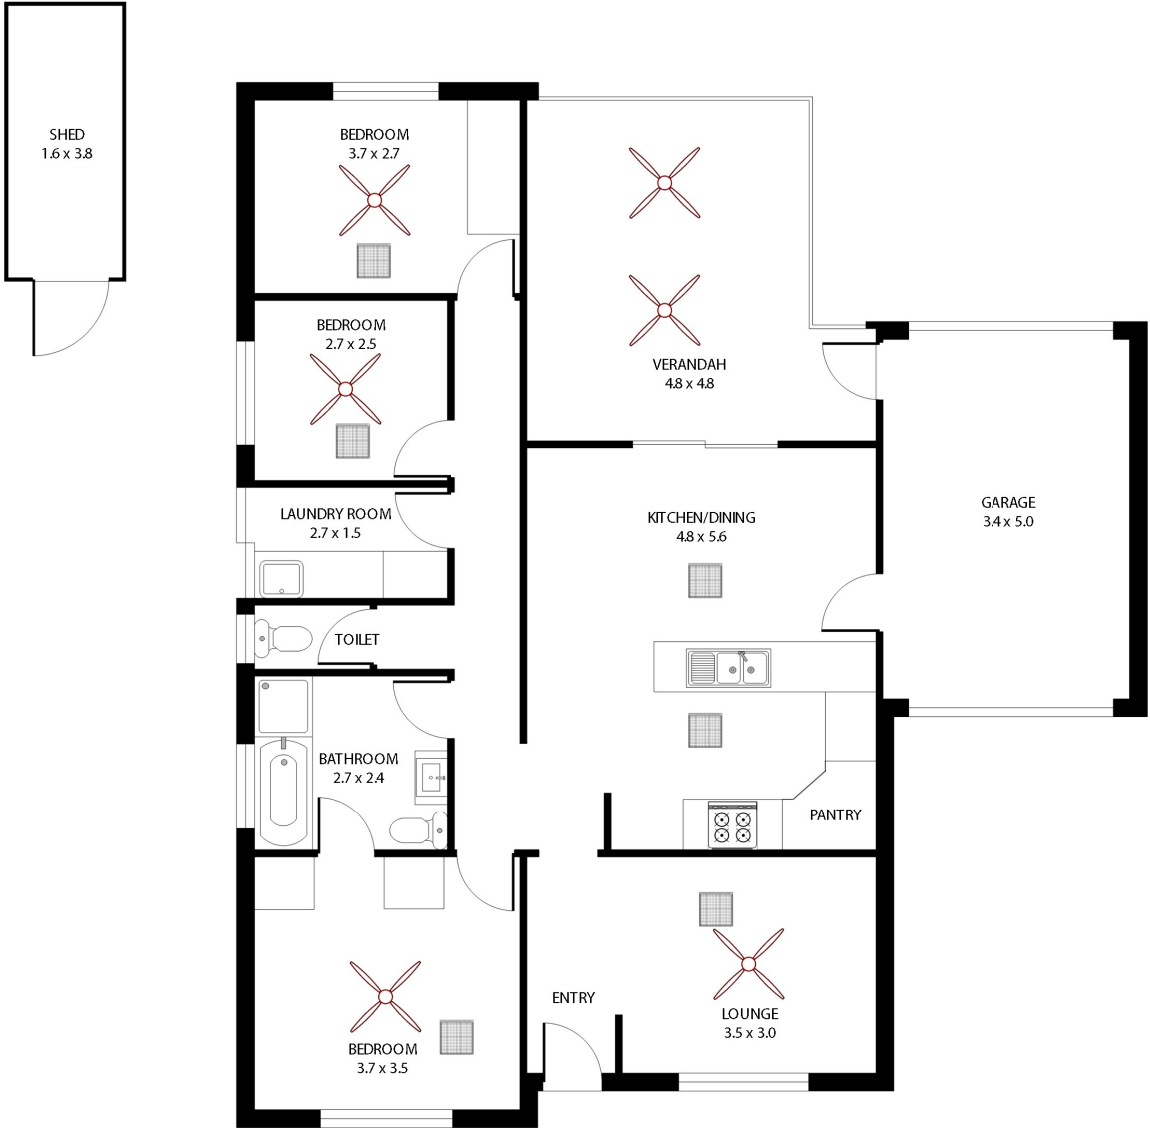 SHED
1.6 x 3.8
BEDROOM
3.7 x 2.7
BEDROOM
2.7 x 2.5
VERANDAH
4.8 x 4.8
LAUNDRY ROOM
2.7 x 1.5
KITCHEN/DINING
4.8 x 5.6
GARAGE
3.4 x 5.0
TOILET
BATHROOM
2.7 x 2.4
PANTRY
ENTRY
LOUNGE
3.5 x 3.0
BEDROOM
3.7 x 3.5